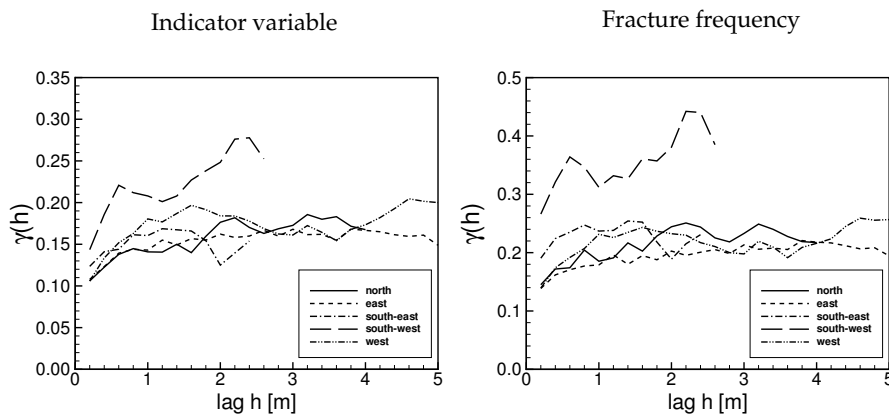 Indicator variable
Fracture frequency
γ(h)
0.35
0.30
0.25
0.20
0.15
0.10
0.05
0.00
0 1 2 3 4 5
lag h [m]
north
east
south-east
south-west
west
γ(h)
0.5
0.4
0.3
0.2
0.1
0.0
0 1 2 3 4 5
lag h [m]
north
east
south-east
south-west
west